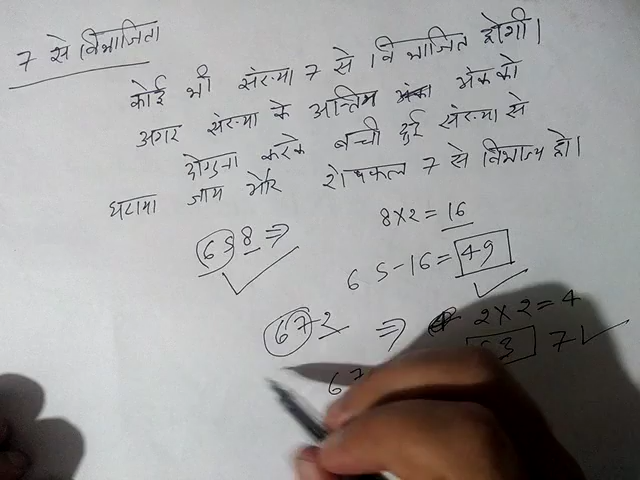 7 से विभाजिता
कोई भी संख्या 7 से विभाजित होगी।
अगर संख्या के अन्तिम अंक को
दोगुना करके बची हुई संख्या से
घटाया जाय और शेषफल 7 से विभाज्य हो।
658 ⇒ 8×2=16
65-16=49
672 ⇒ 2×2=4
67 63 7